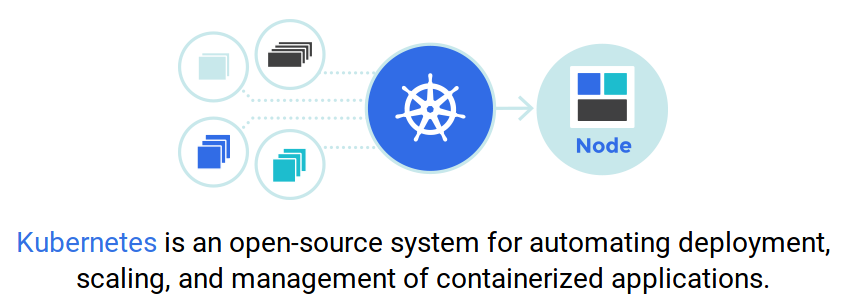 Node
Kubernetes is an open-source system for automating deployment,
scaling, and management of containerized applications.